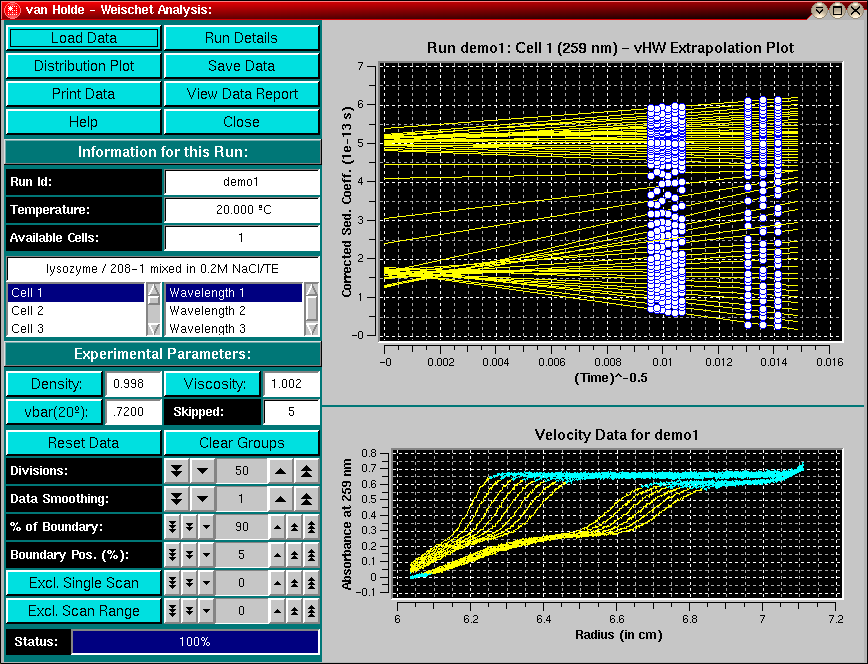 van Holde - Weischet Analysis:
Load Data Run Details
Distribution Plot Save Data
Print Data View Data Report
Help Close
Information for this Run:
Run Id: demo1
Temperature: 20.000 ºC
Available Cells: 1
lysozyme / 208-1 mixed in 0.2M NaCl/TE
Cell 1 Wavelength 1
Cell 2 Wavelength 2
Cell 3 Wavelength 3
Experimental Parameters:
Density: 0.998 Viscosity: 1.002
vbar(20º): .7200 Skipped: 5
Reset Data Clear Groups
Divisions: 50
Data Smoothing: 1
% of Boundary: 90
Boundary Pos. (%): 5
Excl. Single Scan 0
Excl. Scan Range 0
Status: 100%
Run demo1: Cell 1 (259 nm) - vHW Extrapolation Plot
Corrected Sed. Coeff. (1e-13 s)
7
6
5
4
3
2
1
-0
-0 0.002 0.004 0.006 0.008 0.01 0.012 0.014 0.016
(Time)^-0.5
Velocity Data for demo1
Absorbance at 259 nm
0.8
0.7
0.6
0.5
0.4
0.3
0.2
0.1
0
-0.1
6 6.2 6.4 6.6 6.8 7 7.2
Radius (in cm)